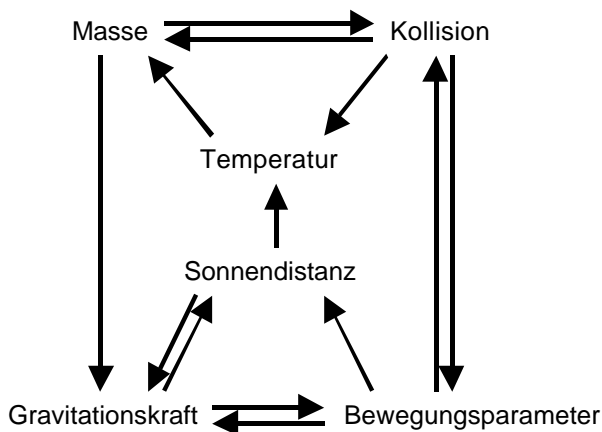 Masse Kollision
Temperatur
Sonnendistanz
Gravitationskraft Bewegungsparameter